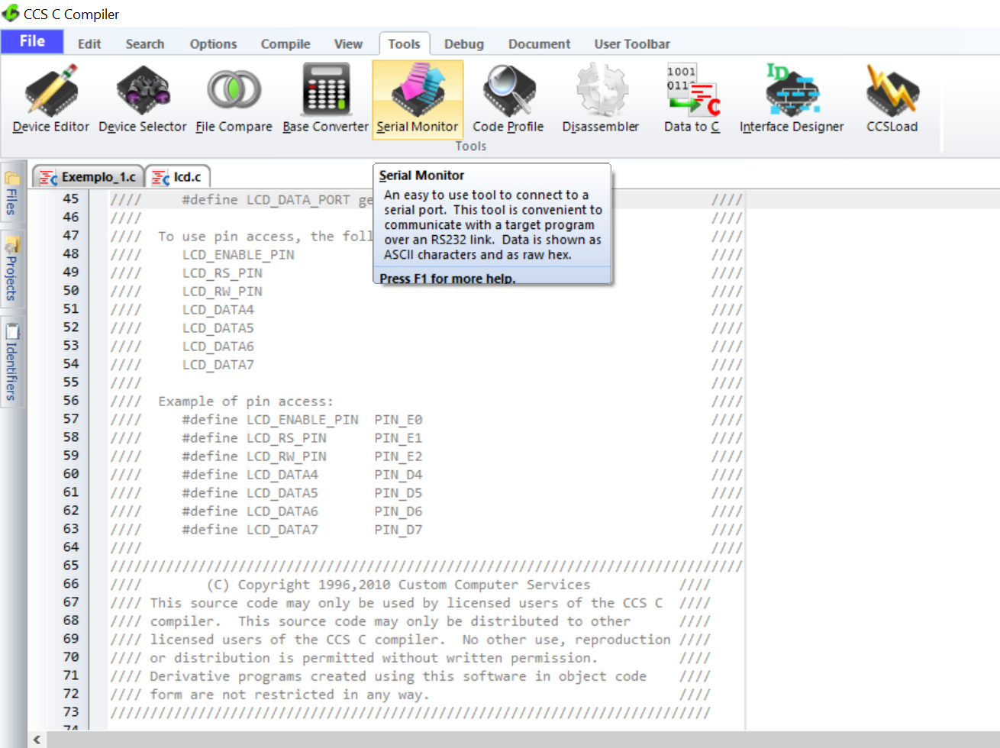 CCS C Compiler
File Edit Search Options Compile View Tools Debug Document User Toolbar
1001
011
ID
C
Device Editor Device Selector File Compare Base Converter Serial Monitor Code Profile Disassembler Data to C Interface Designer CCSLoad
Tools
Files
Projects
Identifiers
Exemplo_1.c lcd.c
Serial Monitor
An easy to use tool to connect to a
serial port. This tool is convenient to
communicate with a target program
over an RS232 link. Data is shown as
ASCII characters and as raw hex.
Press F1 for more help.
45 //// #define LCD_DATA_PORT ge ////
46 //// ////
47 //// To use pin access, the foll ////
48 //// LCD_ENABLE_PIN ////
49 //// LCD_RS_PIN ////
50 //// LCD_RW_PIN ////
51 //// LCD_DATA4 ////
52 //// LCD_DATA5 ////
53 //// LCD_DATA6 ////
54 //// LCD_DATA7 ////
55 //// ////
56 //// Example of pin access: ////
57 //// #define LCD_ENABLE_PIN PIN_E0 ////
58 //// #define LCD_RS_PIN PIN_E1 ////
59 //// #define LCD_RW_PIN PIN_E2 ////
60 //// #define LCD_DATA4 PIN_D4 ////
61 //// #define LCD_DATA5 PIN_D5 ////
62 //// #define LCD_DATA6 PIN_D6 ////
63 //// #define LCD_DATA7 PIN_D7 ////
64 //// ////
65 ///////////////////////////////////////////////////////////////////////////////
66 //// (C) Copyright 1996,2010 Custom Computer Services ////
67 //// This source code may only be used by licensed users of the CCS C ////
68 //// compiler. This source code may only be distributed to other ////
69 //// licensed users of the CCS C compiler. No other use, reproduction ////
70 //// or distribution is permitted without written permission. ////
71 //// Derivative programs created using this software in object code ////
72 //// form are not restricted in any way. ////
73 ///////////////////////////////////////////////////////////////////////////
74